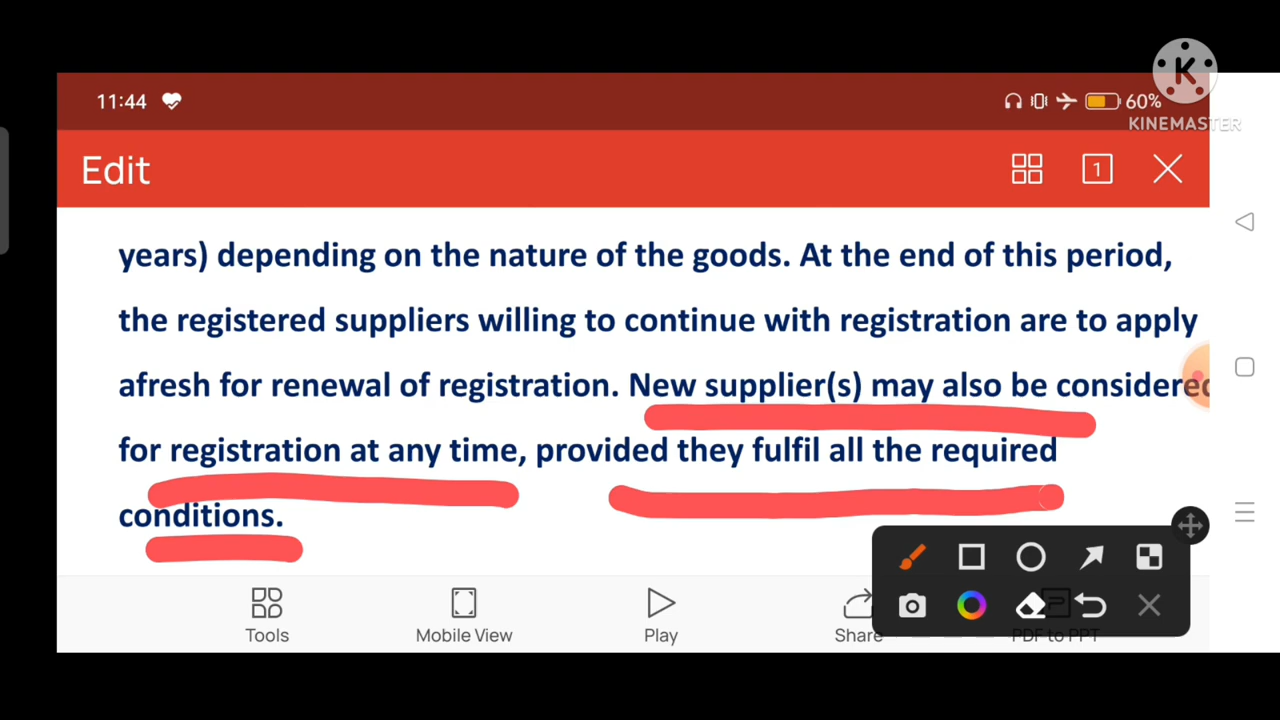 11:44
60%
KINEMASTER
Edit
1
years) depending on the nature of the goods. At the end of this period,
the registered suppliers willing to continue with registration are to apply
afresh for renewal of registration. New supplier(s) may also be considered
for registration at any time, provided they fulfil all the required
conditions.
Tools
Mobile View
Play
Share
PDF to PPT